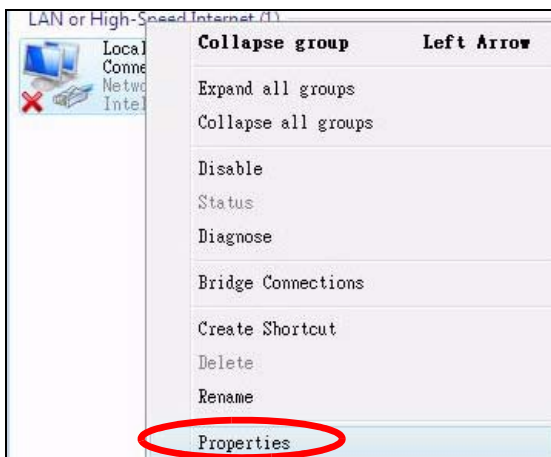 LAN or High-Speed Internet (1)
Local
Conne
Netwo
Intel
Collapse group Left Arrow
Expand all groups
Collapse all groups
Disable
Status
Diagnose
Bridge Connections
Create Shortcut
Delete
Rename
Properties